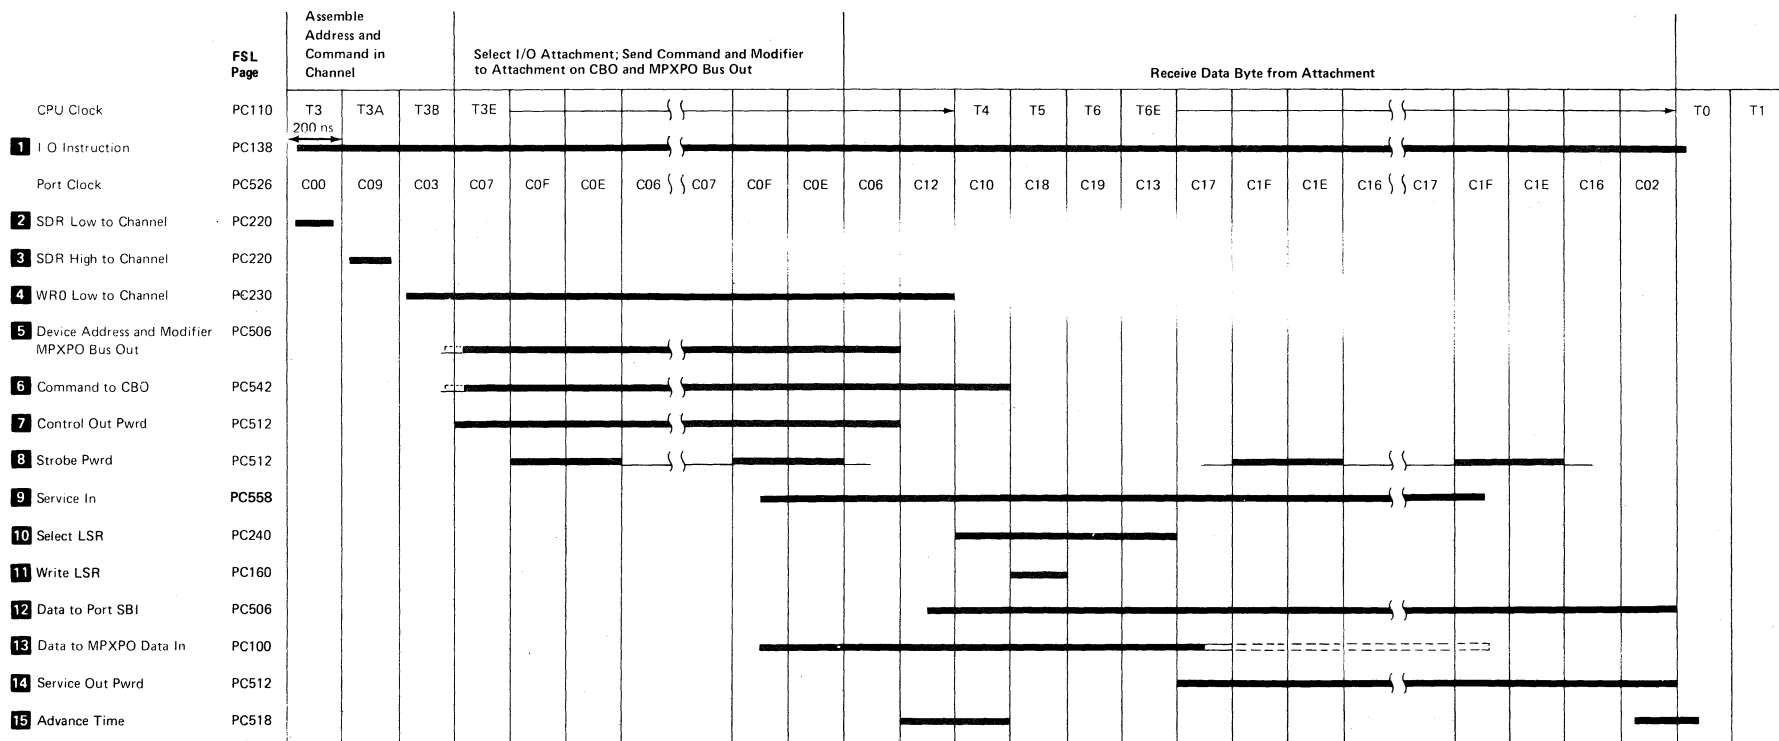 Assemble
Address and
Command in
Channel
FSL
Page
Select I/O Attachment; Send Command and Modifier
to Attachment on CBO and MPXPO Bus Out
Receive Data Byte from Attachment
CPU Clock PC110 T3 T3A T3B T3E T4 T5 T6 T6E T0 T1
200 ns
1 I O Instruction PC138
Port Clock PC526 C00 C09 C03 C07 C0F C0E C06 C07 C0F C0E C06 C12 C10 C18 C19 C13 C17 C1F C1E C16 C17 C1F C1E C16 C02
2 SDR Low to Channel PC220
3 SDR High to Channel PC220
4 WR0 Low to Channel PC230
5 Device Address and Modifier PC506
MPXPO Bus Out
6 Command to CBO PC542
7 Control Out Pwrd PC512
8 Strobe Pwrd PC512
9 Service In PC558
10 Select LSR PC240
11 Write LSR PC160
12 Data to Port SBI PC506
13 Data to MPXPO Data In PC100
14 Service Out Pwrd PC512
15 Advance Time PC518